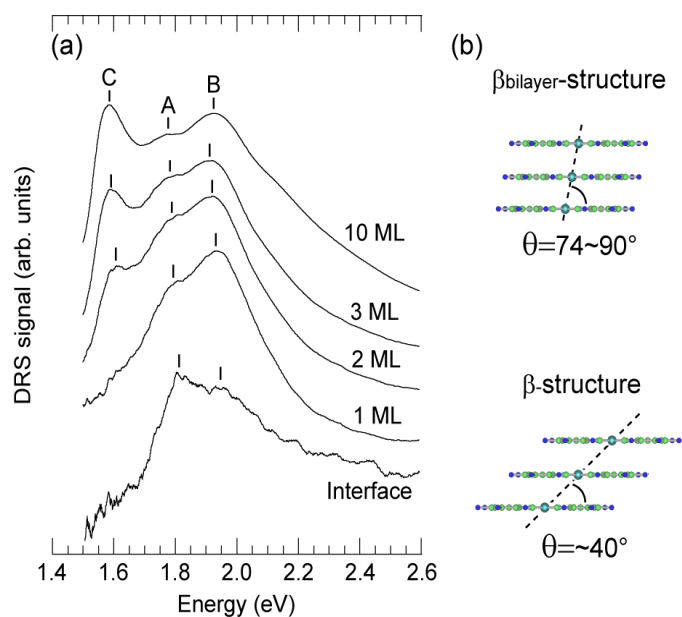 (a)
C
A
B
10 ML
3 ML
2 ML
1 ML
Interface
DRS signal (arb. units)
1.4 1.6 1.8 2.0 2.2 2.4 2.6
Energy (eV)
(b)
βbilayer-structure
θ=74~90°
β-structure
θ=~40°